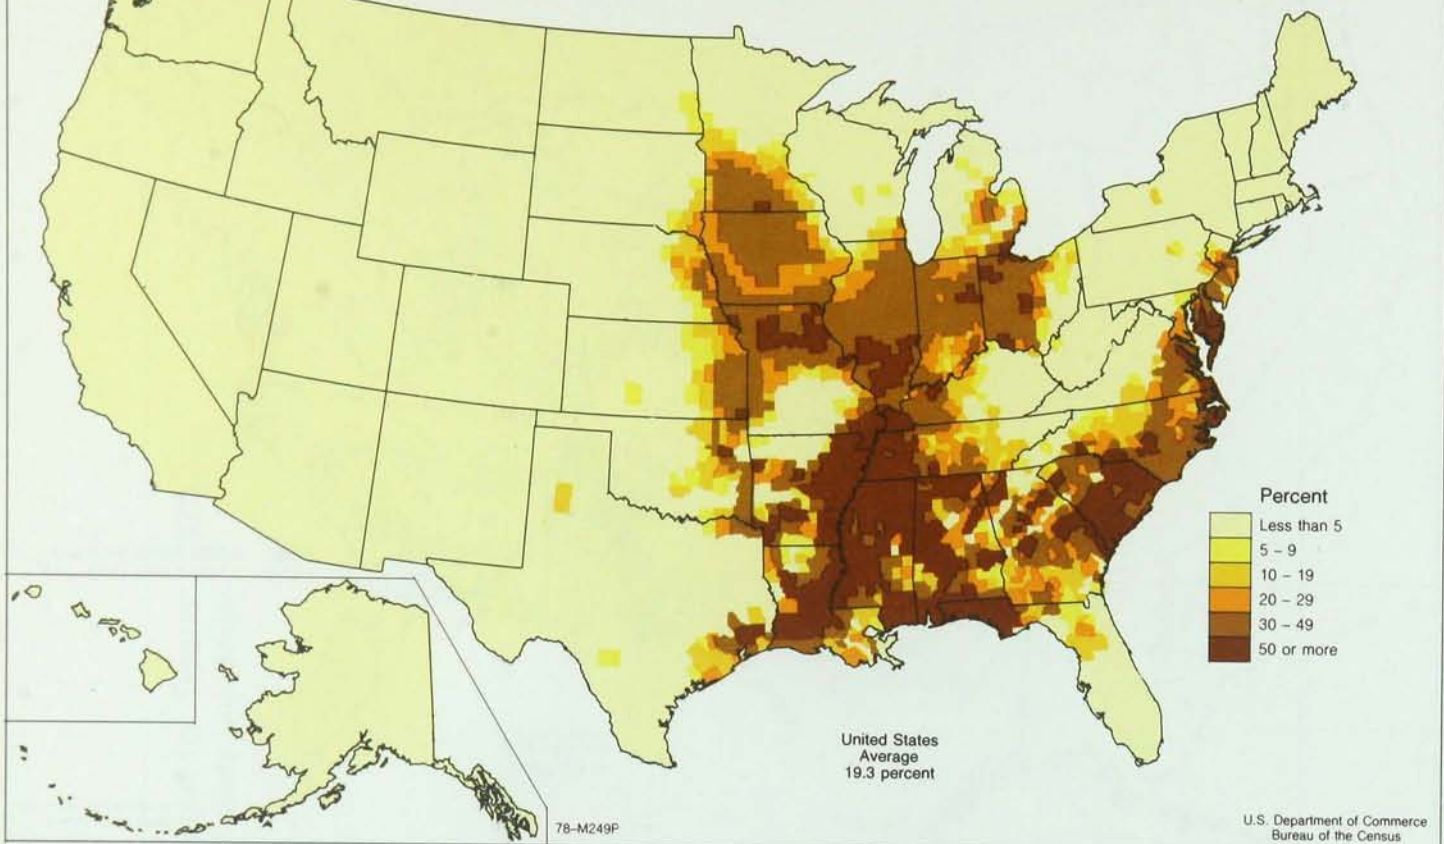 Percent
Less than 5
5 – 9
10 – 19
20 – 29
30 – 49
50 or more
United States
Average
19.3 percent
78–M249P
U.S. Department of Commerce
Bureau of the Census